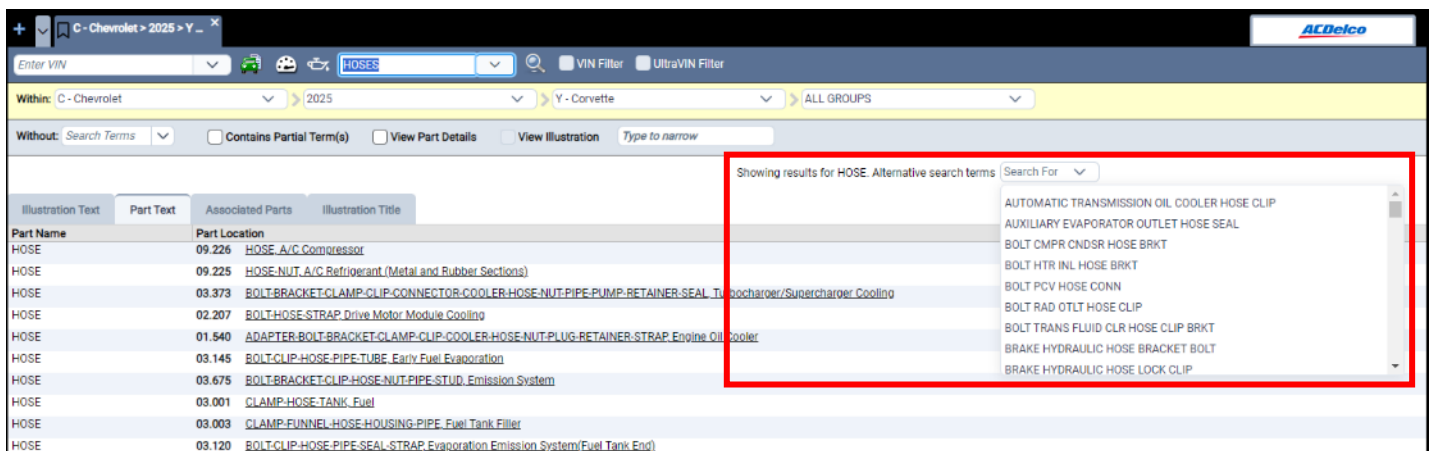 C - Chevrolet > 2025 > Y ...
ACDelco
Enter VIN
HOSES
VIN Filter
UltraVIN Filter
Within: C - Chevrolet
2025
Y - Corvette
ALL GROUPS
Without: Search Terms
Contains Partial Term(s)
View Part Details
View Illustration
Type to narrow
Showing results for HOSE. Alternative search terms Search For
AUTOMATIC TRANSMISSION OIL COOLER HOSE CLIP
AUXILIARY EVAPORATOR OUTLET HOSE SEAL
BOLT CMPR CNDSR HOSE BRKT
BOLT HTR INL HOSE BRKT
BOLT PCV HOSE CONN
BOLT RAD OTLT HOSE CLIP
BOLT TRANS FLUID CLR HOSE CLIP BRKT
BRAKE HYDRAULIC HOSE BRACKET BOLT
BRAKE HYDRAULIC HOSE LOCK CLIP
Illustration Text
Part Text
Associated Parts
Illustration Title
Part Name Part Location
HOSE 09.226 HOSE, A/C Compressor
HOSE 09.225 HOSE-NUT, A/C Refrigerant (Metal and Rubber Sections)
HOSE 03.373 BOLT-BRACKET-CLAMP-CLIP-CONNECTOR-COOLER-HOSE-NUT-PIPE-PUMP-RETAINER-SEAL, Turbocharger/Supercharger Cooling
HOSE 02.207 BOLT-HOSE-STRAP, Drive Motor Module Cooling
HOSE 01.540 ADAPTER-BOLT-BRACKET-CLAMP-CLIP-COOLER-HOSE-NUT-PLUG-RETAINER-STRAP, Engine Oil Cooler
HOSE 03.145 BOLT-CLIP-HOSE-PIPE-TUBE, Early Fuel Evaporation
HOSE 03.675 BOLT-BRACKET-CLIP-HOSE-NUT-PIPE-STUD, Emission System
HOSE 03.001 CLAMP-HOSE-TANK, Fuel
HOSE 03.003 CLAMP-FUNNEL-HOSE-HOUSING-PIPE, Fuel Tank Filler
HOSE 03.120 BOLT-CLIP-HOSE-PIPE-SEAL-STRAP, Evaporation Emission System(Fuel Tank End)